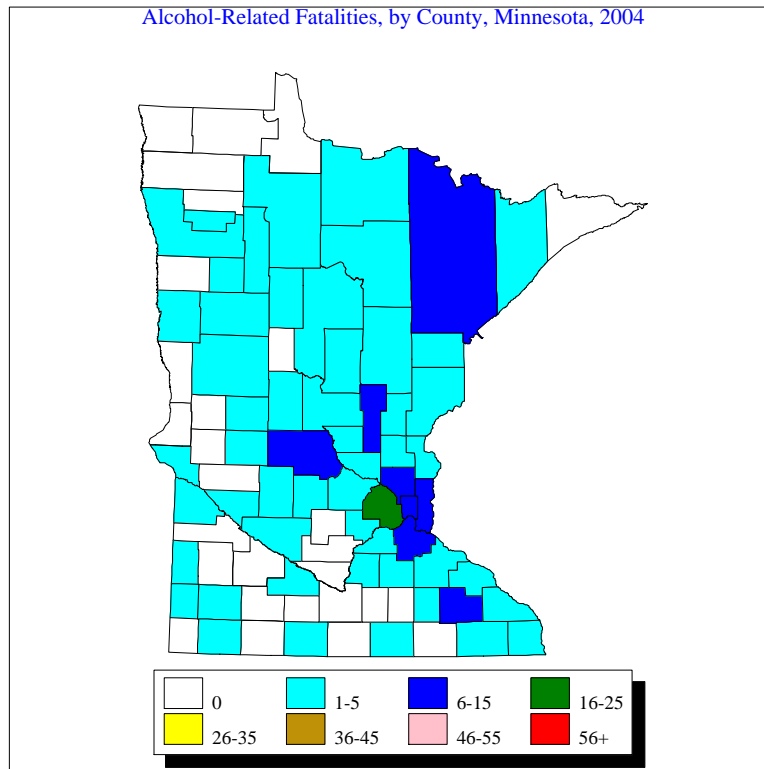 Alcohol-Related Fatalities, by County, Minnesota, 2004
0 1-5 6-15 16-25
26-35 36-45 46-55 56+